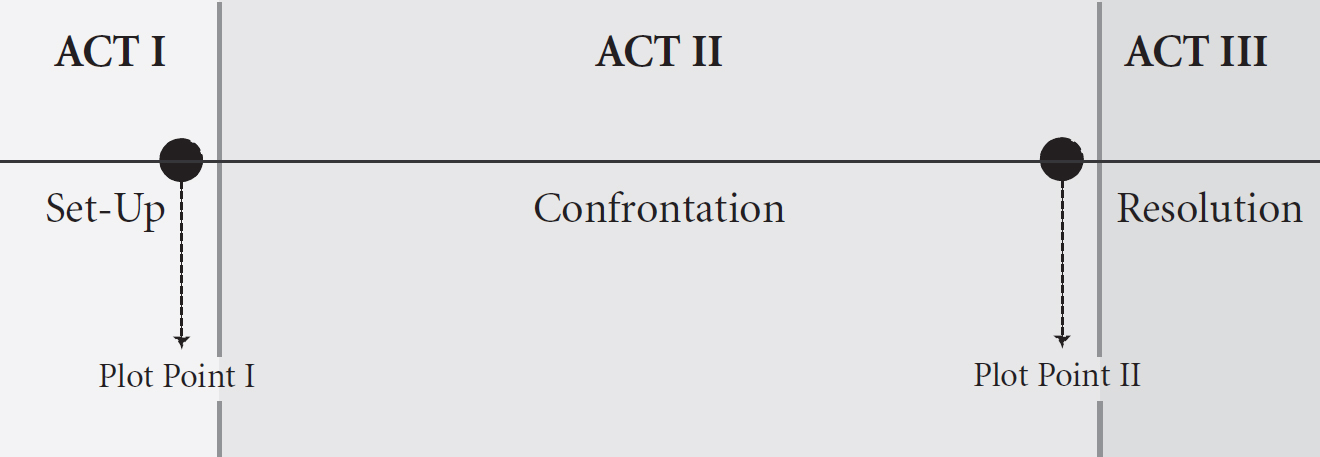 ACT I
ACT II
ACT III
Set-Up
Confrontation
Resolution
Plot Point I
Plot Point II